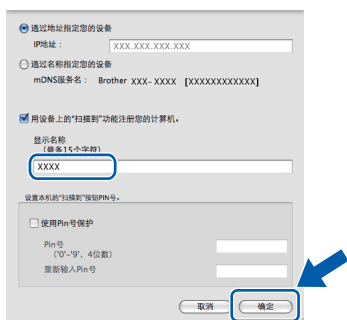 通过地址指定您的设备
IP地址： XXX.XXX.XXX.XXX
通过名称指定您的设备
mDNS服务名： Brother XXX-XXXX [XXXXXXXXXXXX]
用设备上的“扫描到”功能注册您的计算机。
显示名称
（最多15个字符）
XXXX
设置本机的“扫描到”按钮PIN号。
使用Pin号保护
Pin号
（'0'-'9'，4位数）
重新输入Pin号
取消 确定